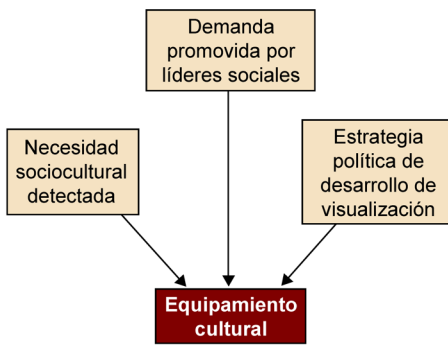 Demanda
promovida por
líderes sociales
Necesidad
sociocultural
detectada
Estrategia
política de
desarrollo de
visualización
Equipamiento
cultural